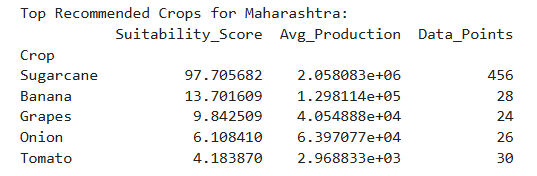 Top Recommended Crops for Maharashtra:
Suitability_Score Avg_Production Data_Points
Crop
Sugarcane 97.705682 2.058083e+06 456
Banana 13.701609 1.298114e+05 28
Grapes 9.842509 4.054888e+04 24
Onion 6.108410 6.397077e+04 26
Tomato 4.183870 2.968833e+03 30